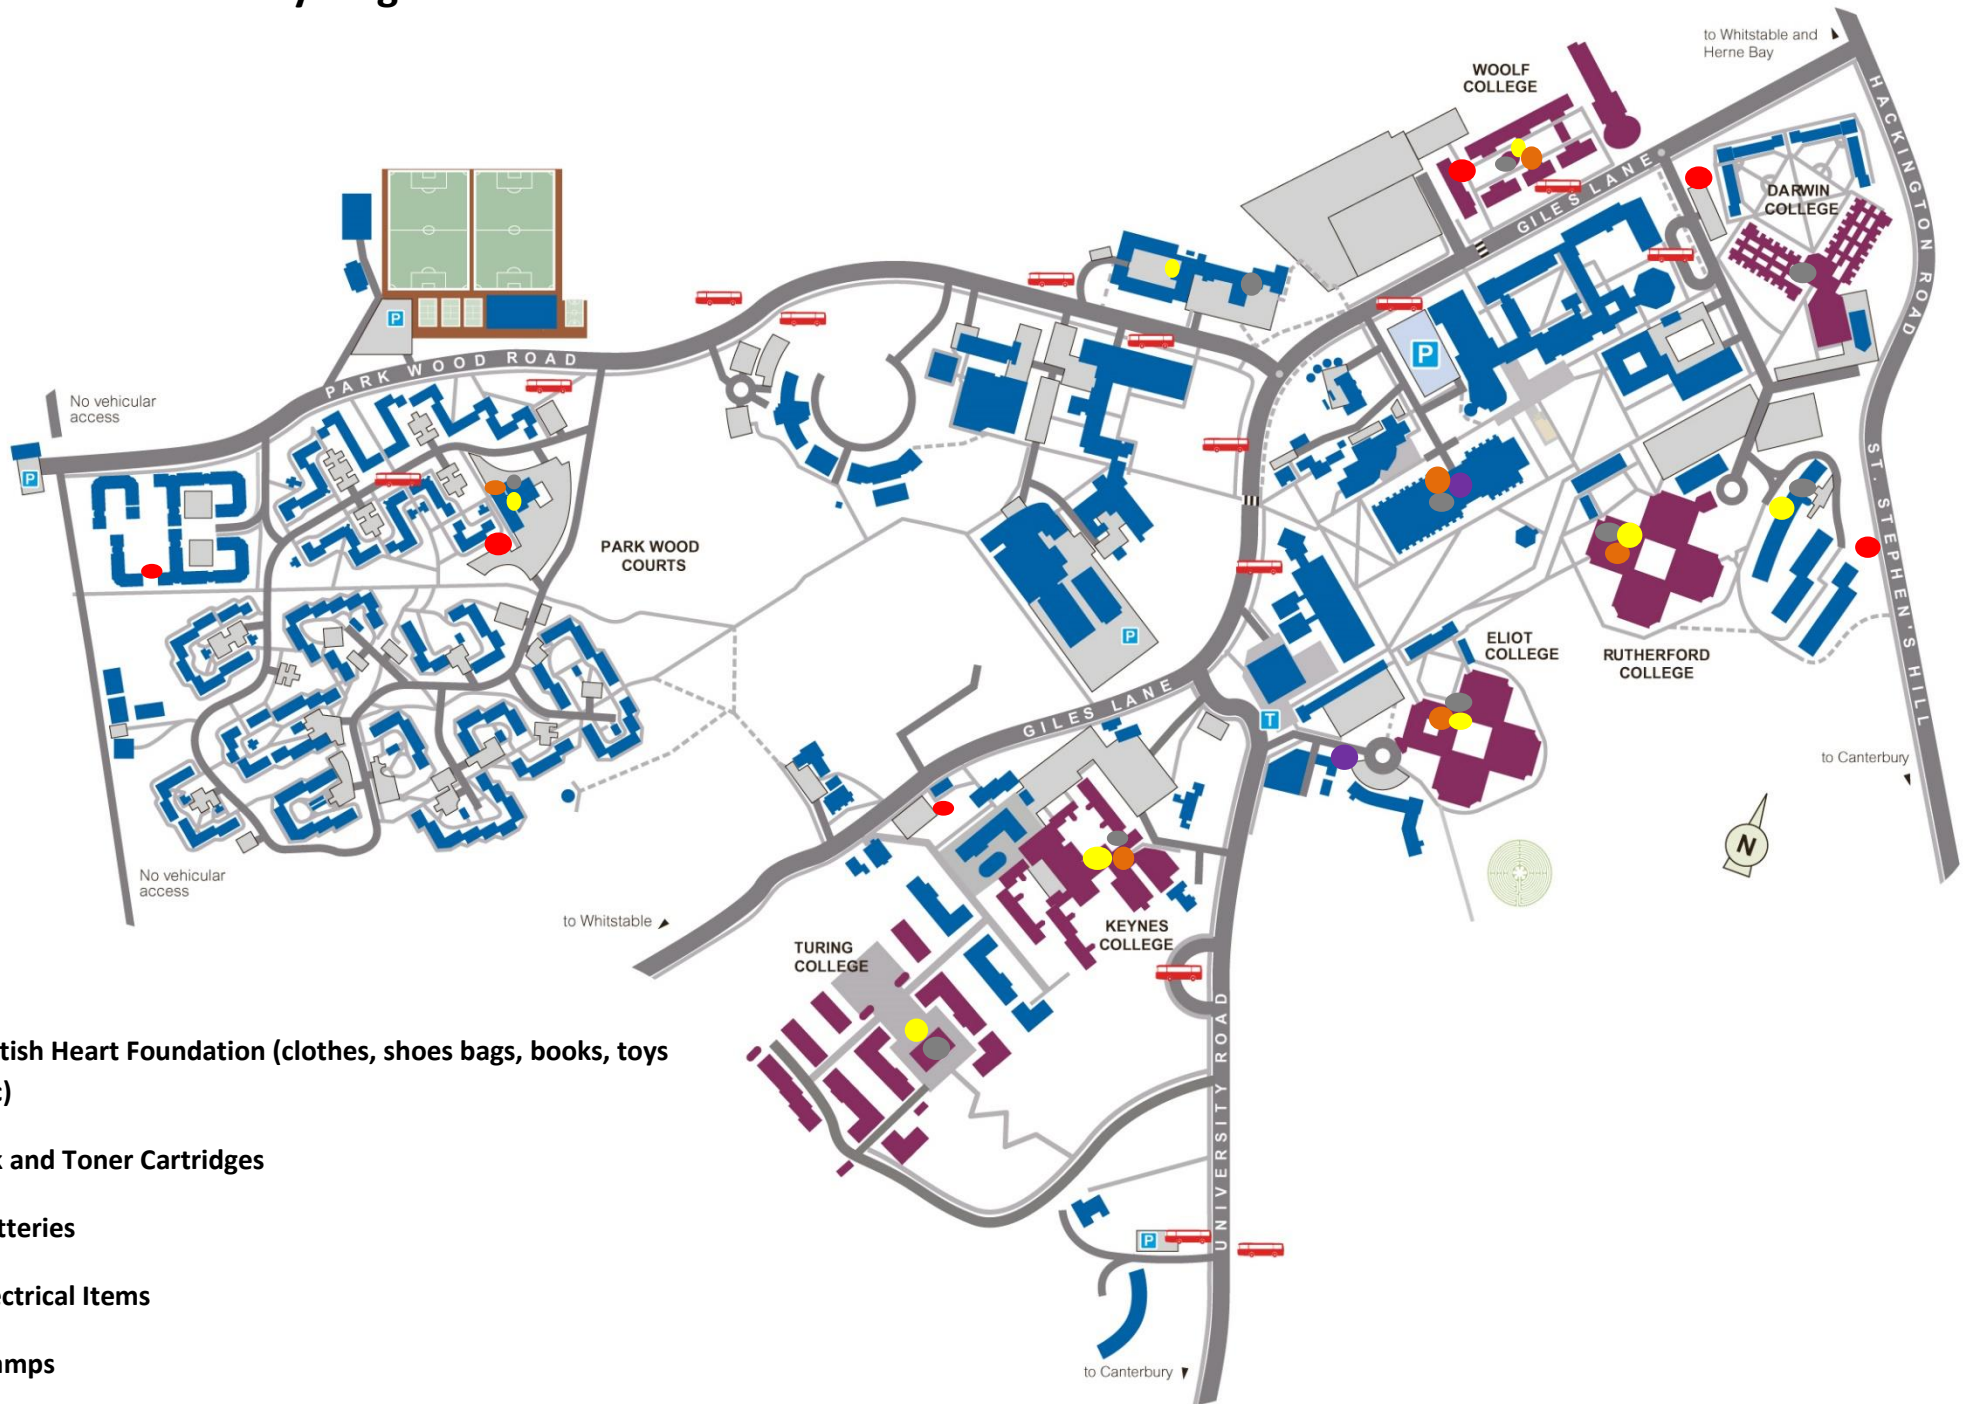 to Whitstable and
Herne Bay
WOOLF
COLLEGE
HACKINGTON ROAD
GILES LANE
DARWIN
COLLEGE
P
P
PARK WOOD ROAD
No vehicular
access
P
PARK WOOD
COURTS
ST. STEPHEN'S HILL
P
ELIOT
COLLEGE
RUTHERFORD
COLLEGE
GILES LANE
T
to Canterbury
N
No vehicular
access
to Whitstable
KEYNES
COLLEGE
TURING
COLLEGE
UNIVERSITY ROAD
tish Heart Foundation (clothes, shoes bags, books, toys
c)
k and Toner Cartridges
tteries
ectrical Items
amps
P
to Canterbury